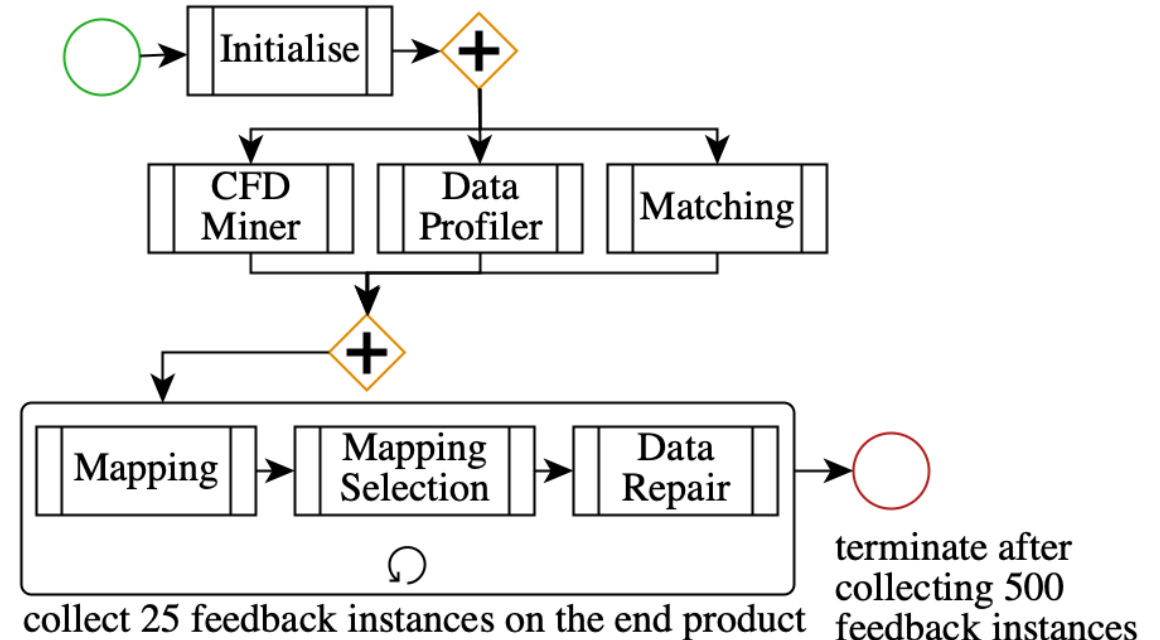 Initialise
CFD
Miner
Data
Profiler
Matching
Mapping
Mapping
Selection
Data
Repair
collect 25 feedback instances on the end product
terminate after
collecting 500
feedback instances